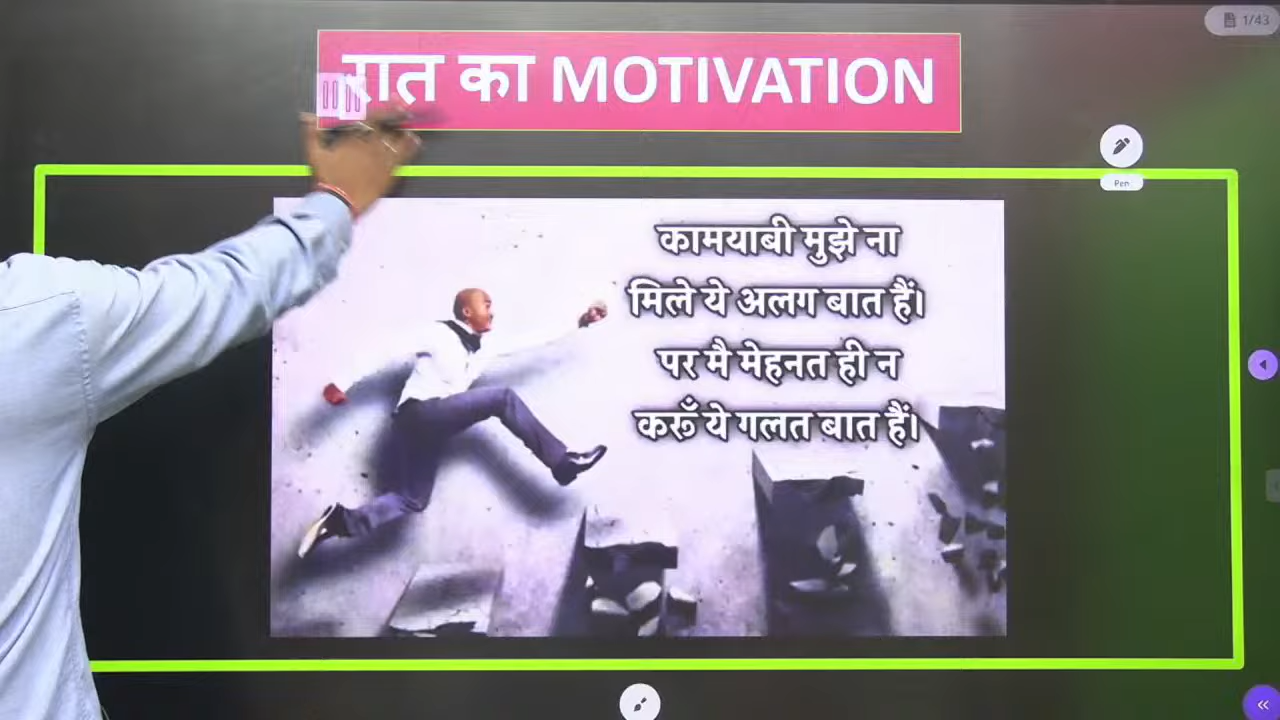 1/43
रात का MOTIVATION
Pen
कामयाबी मुझे ना
मिले ये अलग बात हैं।
पर मै मेहनत ही न
करूँ ये गलत बात हैं।